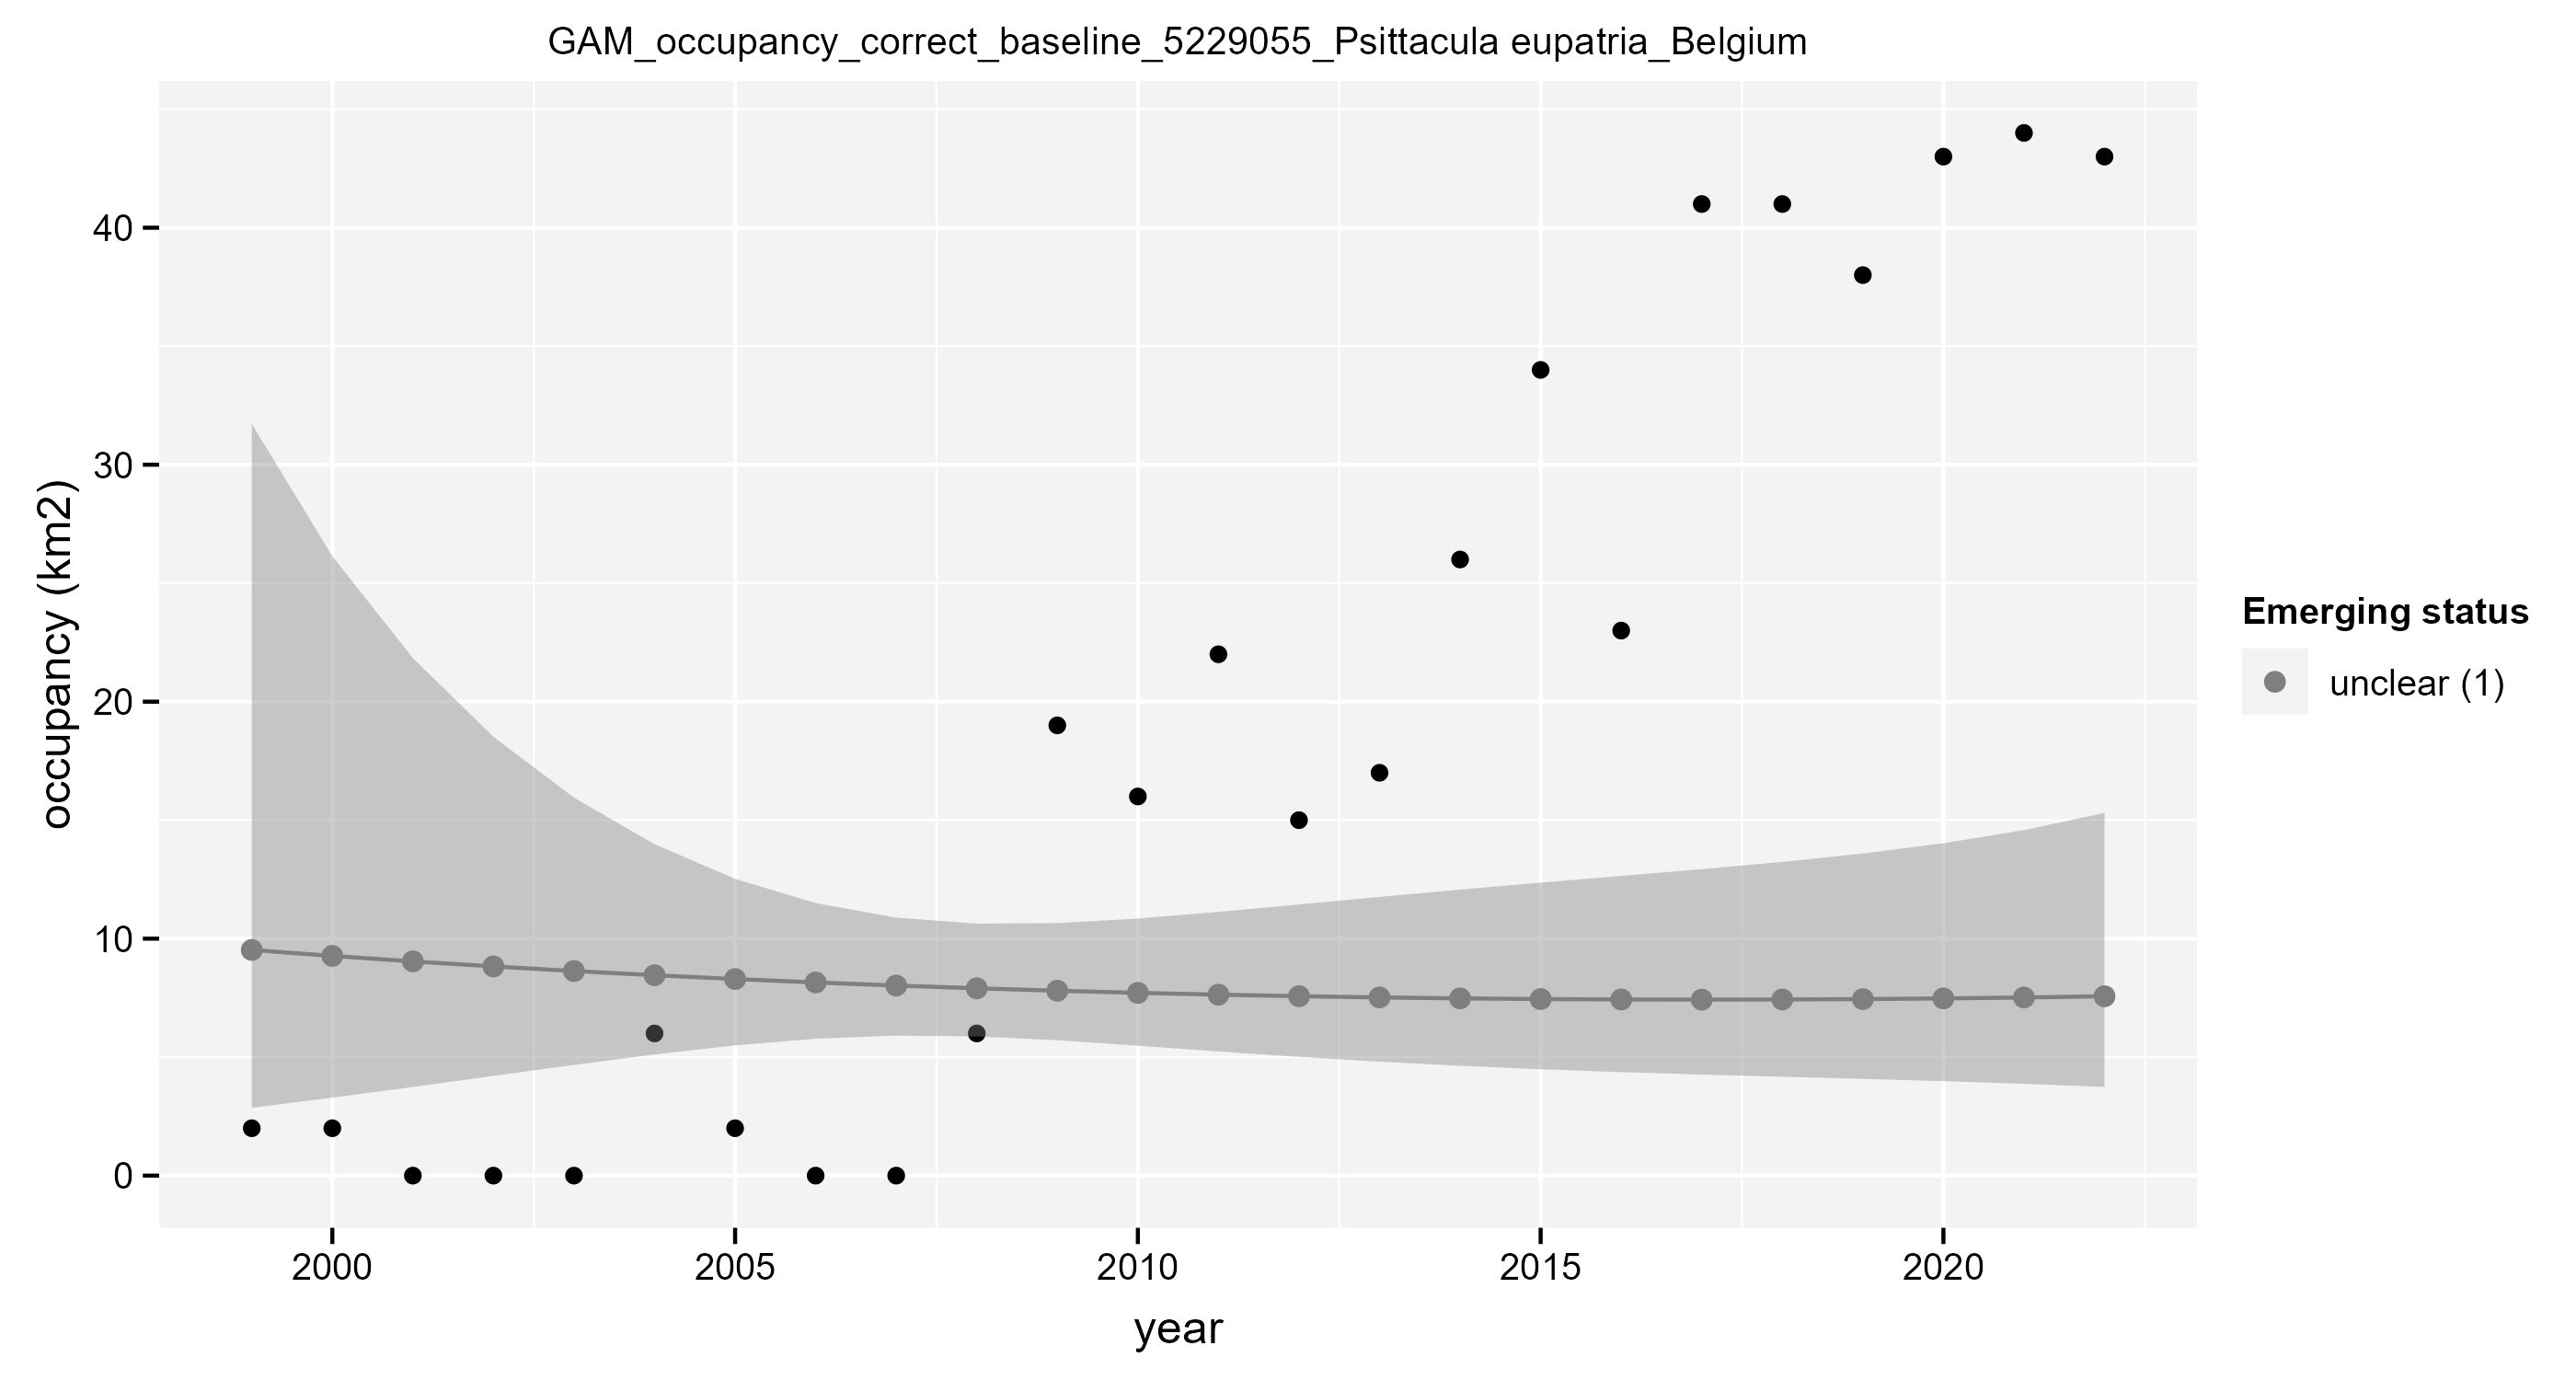 GAM_occupancy_correct_baseline_5229055_Psittacula eupatria_Belgium
occupancy (km2)
40
30
20
10
0
2000 2005 2010 2015 2020
year
Emerging status
unclear (1)